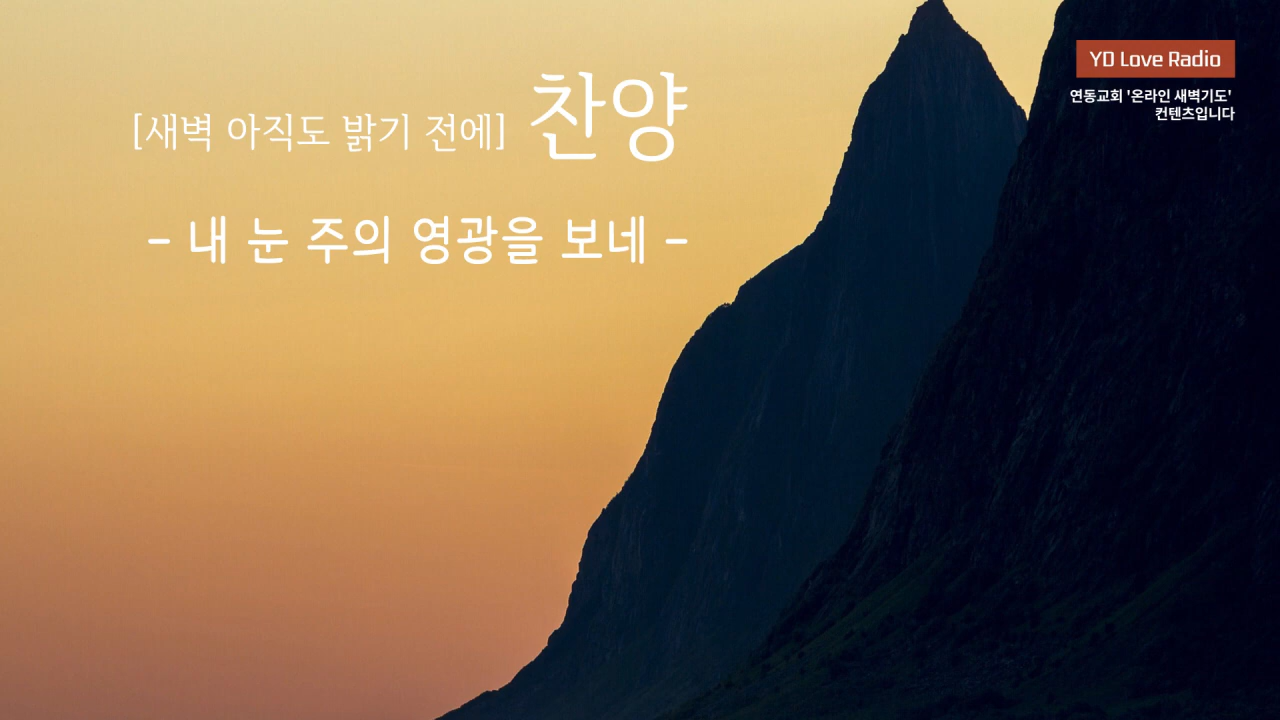 [새벽 아직도 밝기 전에] 찬양
- 내 눈 주의 영광을 보네 -
YD Love Radio
연동교회 '온라인 새벽기도'
컨텐츠입니다